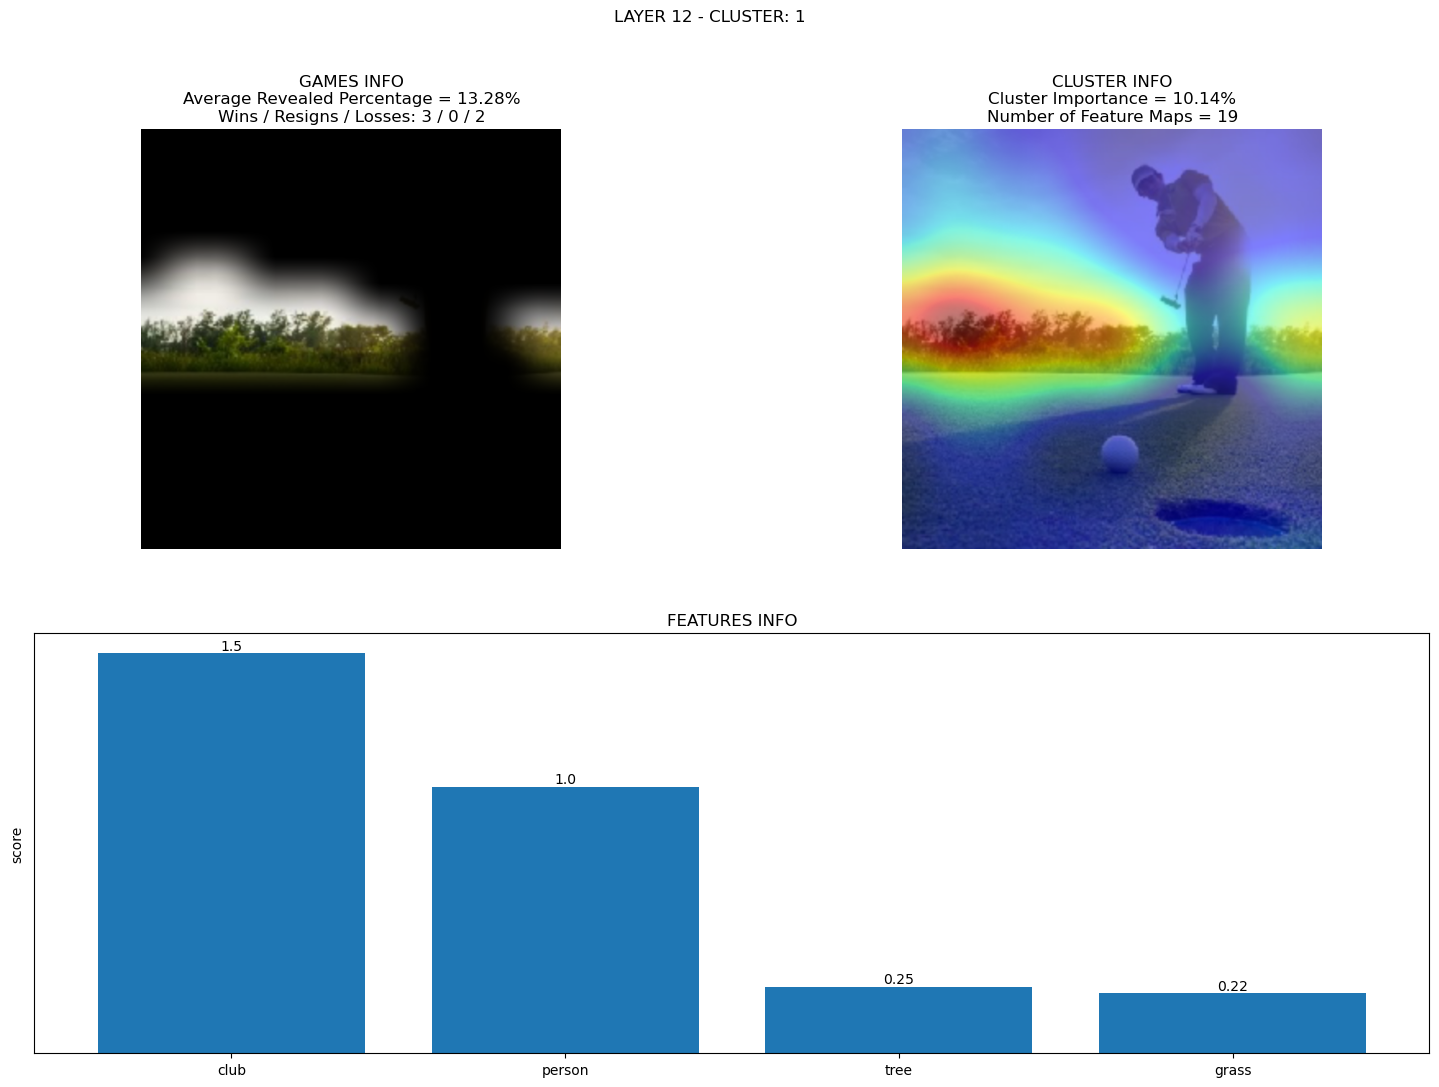 LAYER 12 - CLUSTER: 1
GAMES INFO
Average Revealed Percentage = 13.28%
Wins / Resigns / Losses: 3 / 0 / 2
CLUSTER INFO
Cluster Importance = 10.14%
Number of Feature Maps = 19
FEATURES INFO
score
1.5
1.0
0.25
0.22
club
person
tree
grass